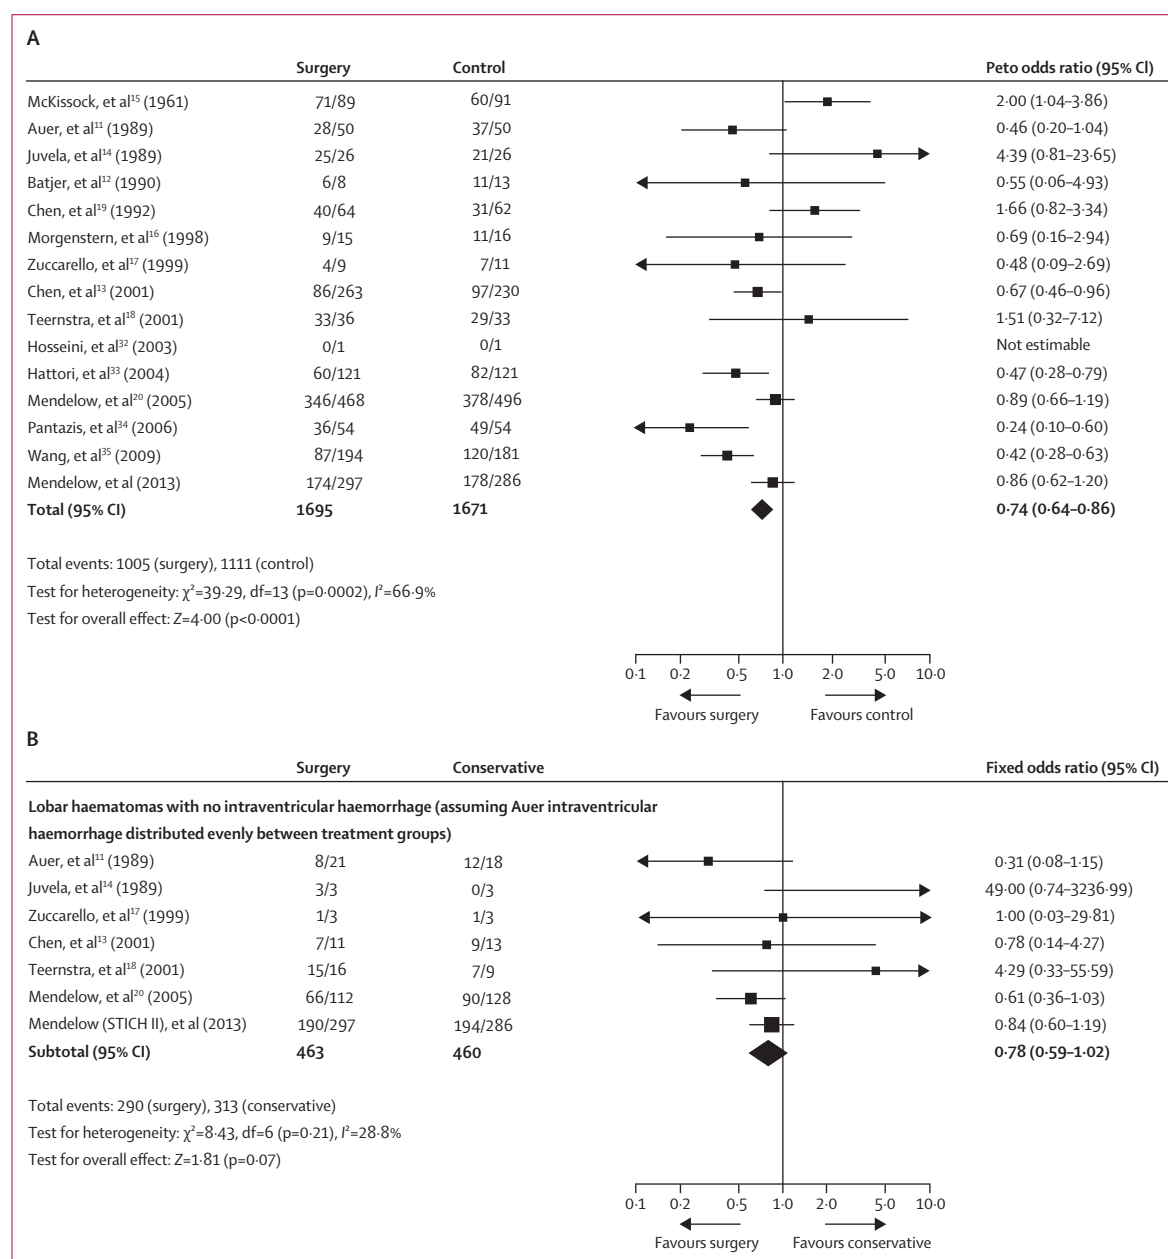 A
Surgery Control Peto odds ratio (95% CI)
McKissock, et al¹⁵ (1961) 71/89 60/91 2·00 (1·04–3·86)
Auer, et al¹¹ (1989) 28/50 37/50 0·46 (0·20–1·04)
Juvela, et al¹⁴ (1989) 25/26 21/26 4·39 (0·81–23·65)
Batjer, et al¹² (1990) 6/8 11/13 0·55 (0·06–4·93)
Chen, et al¹⁹ (1992) 40/64 31/62 1·66 (0·82–3·34)
Morgenstern, et al¹⁶ (1998) 9/15 11/16 0·69 (0·16–2·94)
Zuccarello, et al¹⁷ (1999) 4/9 7/11 0·48 (0·09–2·69)
Chen, et al¹³ (2001) 86/263 97/230 0·67 (0·46–0·96)
Teernstra, et al¹⁸ (2001) 33/36 29/33 1·51 (0·32–7·12)
Hosseini, et al³² (2003) 0/1 0/1 Not estimable
Hattori, et al³³ (2004) 60/121 82/121 0·47 (0·28–0·79)
Mendelow, et al²⁰ (2005) 346/468 378/496 0·89 (0·66–1·19)
Pantazis, et al³⁴ (2006) 36/54 49/54 0·24 (0·10–0·60)
Wang, et al³⁵ (2009) 87/194 120/181 0·42 (0·28–0·63)
Mendelow, et al (2013) 174/297 178/286 0·86 (0·62–1·20)
Total (95% CI) 1695 1671 0·74 (0·64–0·86)
Total events: 1005 (surgery), 1111 (control)
Test for heterogeneity: χ²=39·29, df=13 (p=0·0002), I²=66·9%
Test for overall effect: Z=4·00 (p<0·0001)
0·1 0·2 0·5 1·0 2·0 5·0 10·0
Favours surgery Favours control
B
Surgery Conservative Fixed odds ratio (95% CI)
Lobar haematomas with no intraventricular haemorrhage (assuming Auer intraventricular
haemorrhage distributed evenly between treatment groups)
Auer, et al¹¹ (1989) 8/21 12/18 0·31 (0·08–1·15)
Juvela, et al¹⁴ (1989) 3/3 0/3 49·00 (0·74–3236·99)
Zuccarello, et al¹⁷ (1999) 1/3 1/3 1·00 (0·03–29·81)
Chen, et al¹³ (2001) 7/11 9/13 0·78 (0·14–4·27)
Teernstra, et al¹⁸ (2001) 15/16 7/9 4·29 (0·33–55·59)
Mendelow, et al²⁰ (2005) 66/112 90/128 0·61 (0·36–1·03)
Mendelow (STICH II), et al (2013) 190/297 194/286 0·84 (0·60–1·19)
Subtotal (95% CI) 463 460 0·78 (0·59–1·02)
Total events: 290 (surgery), 313 (conservative)
Test for heterogeneity: χ²=8·43, df=6 (p=0·21), I²=28·8%
Test for overall effect: Z=1·81 (p=0·07)
0·1 0·2 0·5 1·0 2·0 5·0 10·0
Favours surgery Favours conservative